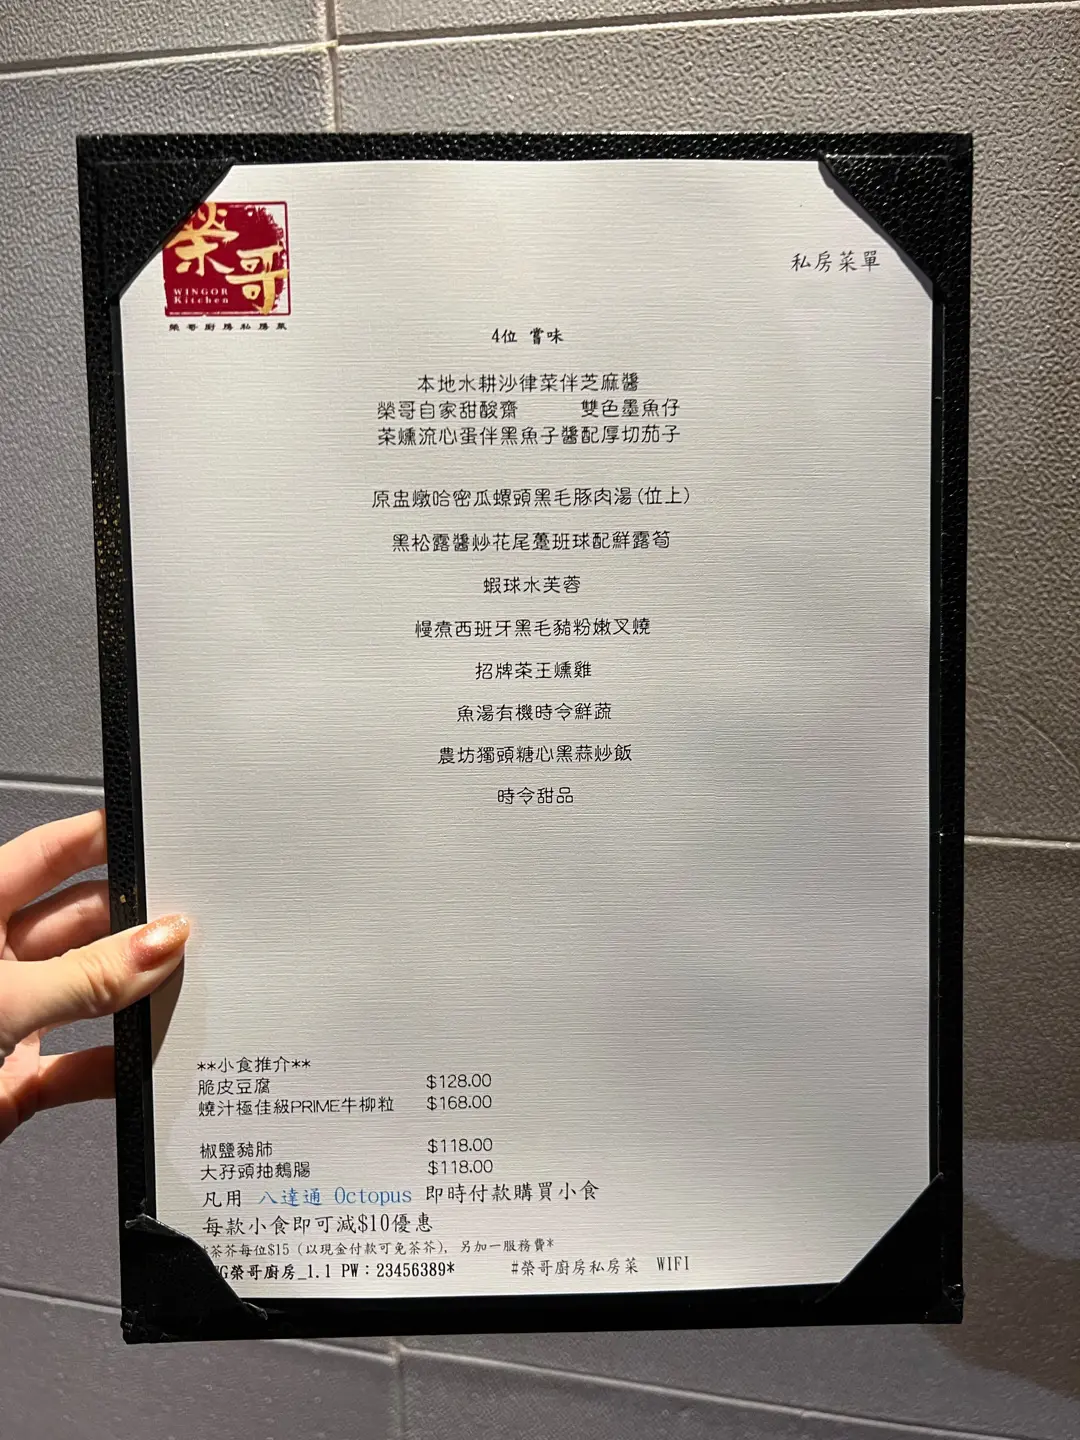 榮哥
WINGOR
Kitchen
榮哥廚房私房菜
私房菜單
4位 嘗味
本地水耕沙律菜伴芝麻醬
榮哥自家甜酸齋 雙色墨魚仔
茶燻流心蛋伴黑魚子醬配厚切茄子
原盅燉哈密瓜螺頭黑毛豚肉湯(位上)
黑松露醬炒花尾躉班球配鮮露筍
蝦球水芙蓉
慢煮西班牙黑毛豬粉嫩叉燒
招牌茶王燻雞
魚湯有機時令鮮蔬
農坊獨頭糖心黑蒜炒飯
時令甜品
**小食推介**
脆皮豆腐 $128.00
燒汁極佳級PRIME牛柳粒 $168.00
椒鹽豬肺 $118.00
大孖頭抽鵝腸 $118.00
凡用 八達通 Octopus 即時付款購買小食
每款小食即可減$10優惠
茶芥每位$15 (以現金付款可免茶芥), 另加一服務費*
G榮哥廚房_1.1 PW：23456389* #榮哥廚房私房菜 WIFI